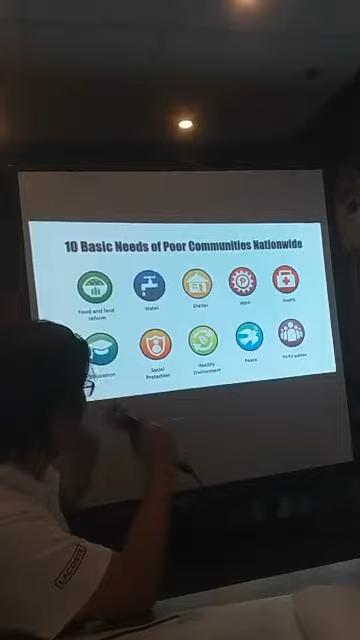 10 Basic Needs of Poor Communities Nationwide
Food and land
reform
Water
Shelter
Work
Health
Education
Social
Protection
Healthy
Environment
Peace
Participation
LACOSTE